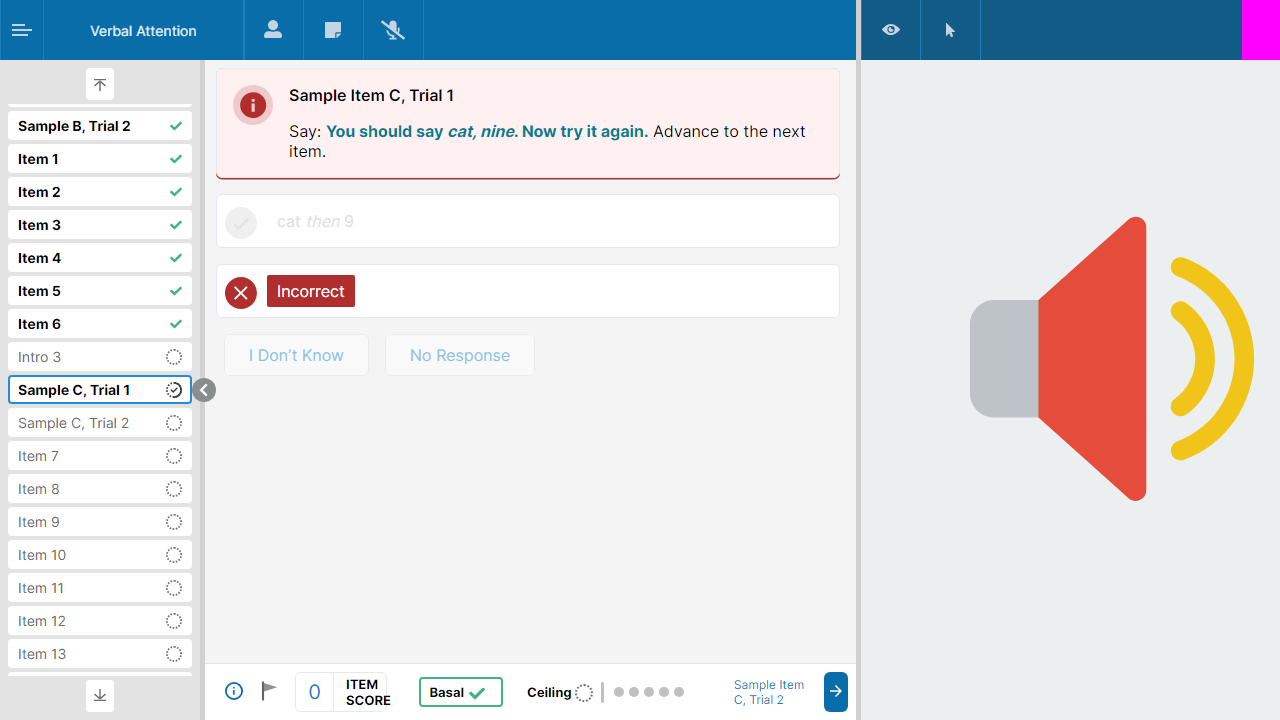 Verbal Attention
Sample B, Trial 2
Item 1
Item 2
Item 3
Item 4
Item 5
Item 6
Intro 3
Sample C, Trial 1
Sample C, Trial 2
Item 7
Item 8
Item 9
Item 10
Item 11
Item 12
Item 13
Sample Item C, Trial 1
Say: You should say cat, nine. Now try it again. Advance to the next
item.
cat then 9
Incorrect
I Don’t Know
No Response
0
ITEM
SCORE
Basal
Ceiling
Sample Item
C, Trial 2